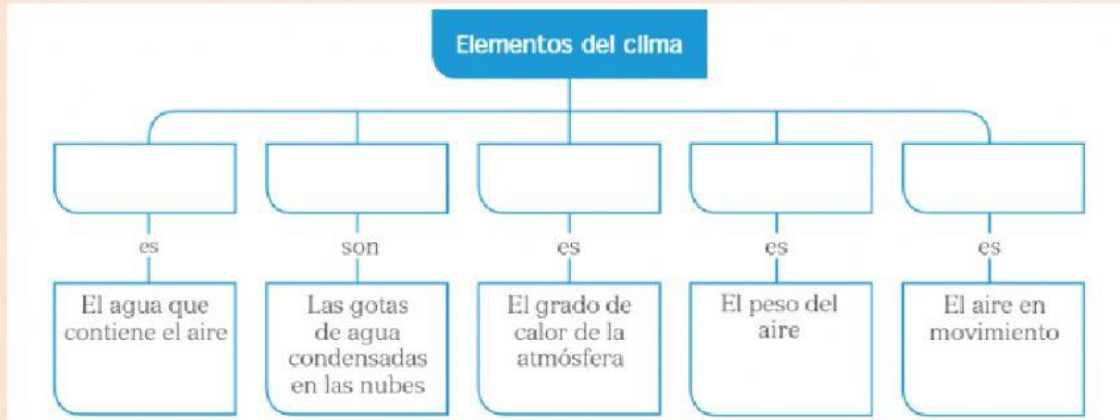 Elementos del clima
es
son
es
es
es
El agua que
contiene el aire
Las gotas
de agua
condensadas
en las nubes
El grado de
calor de la
atmósfera
El peso del
aire
El aire en
movimiento